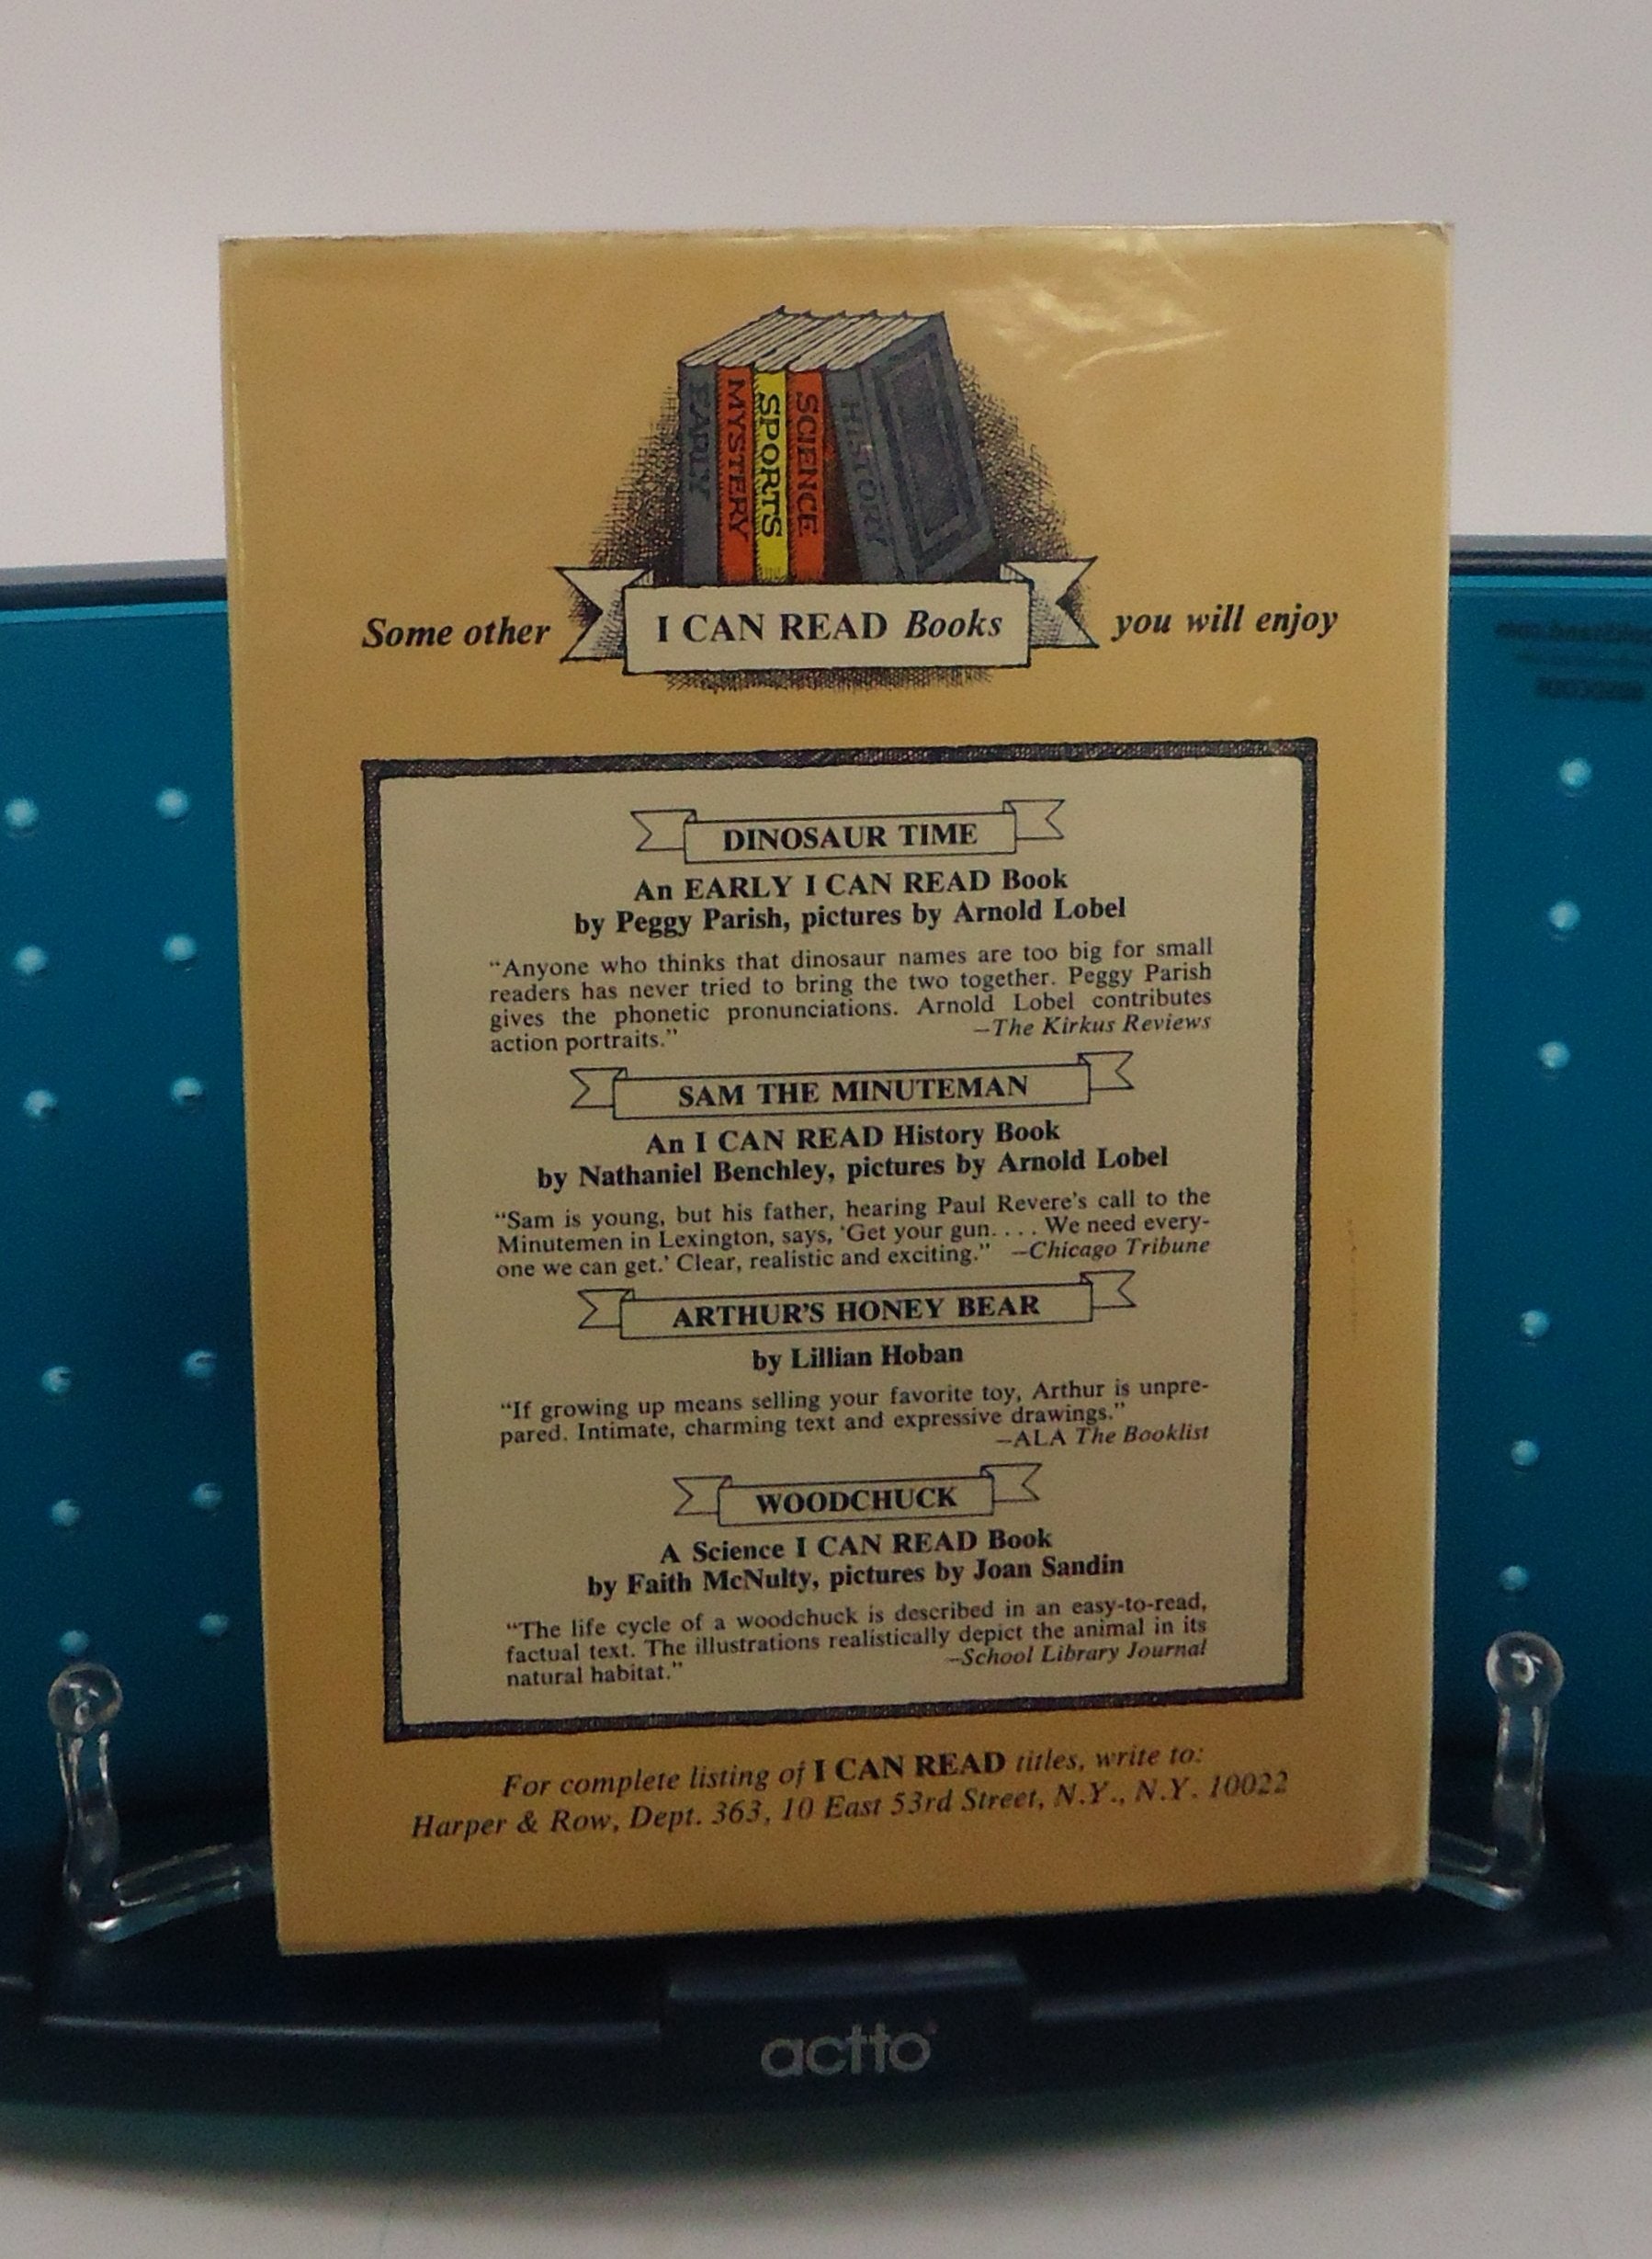 EARLY
MYSTERY
SPORTS
SCIENCE
HISTORY
Some other I CAN READ Books you will enjoy
DINOSAUR TIME
An EARLY I CAN READ Book
by Peggy Parish, pictures by Arnold Lobel
“Anyone who thinks that dinosaur names are too big for small
readers has never tried to bring the two together. Peggy Parish
gives the phonetic pronunciations. Arnold Lobel contributes
action portraits.” —The Kirkus Reviews
SAM THE MINUTEMAN
An I CAN READ History Book
by Nathaniel Benchley, pictures by Arnold Lobel
“Sam is young, but his father, hearing Paul Revere’s call to the
Minutemen in Lexington, says, ‘Get your gun. . . . We need every-
one we can get.’ Clear, realistic and exciting.” —Chicago Tribune
ARTHUR’S HONEY BEAR
by Lillian Hoban
“If growing up means selling your favorite toy, Arthur is unpre-
pared. Intimate, charming text and expressive drawings.”
—ALA The Booklist
WOODCHUCK
A Science I CAN READ Book
by Faith McNulty, pictures by Joan Sandin
“The life cycle of a woodchuck is described in an easy-to-read,
factual text. The illustrations realistically depict the animal in its
natural habitat.” —School Library Journal
For complete listing of I CAN READ titles, write to:
Harper & Row, Dept. 363, 10 East 53rd Street, N.Y., N.Y. 10022
actto